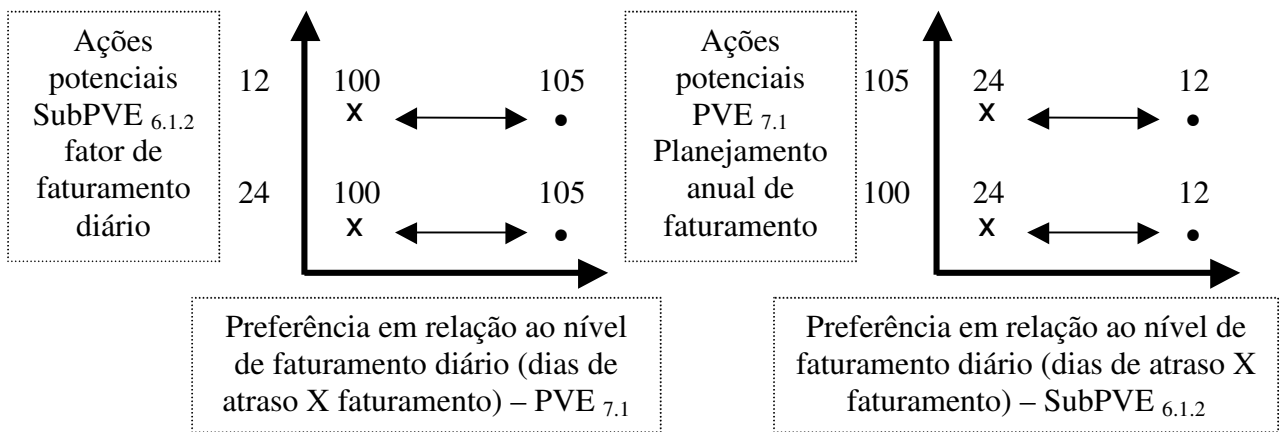 Ações
potenciais
SubPVE 6.1.2
fator de
faturamento
diário
12 100 105
X •
24 100 105
X •
Preferência em relação ao nível
de faturamento diário (dias de
atraso X faturamento) – PVE 7.1
Ações
potenciais
PVE 7.1
Planejamento
anual de
faturamento
105 24 12
X •
100 24 12
X •
Preferência em relação ao nível de
faturamento diário (dias de atraso X
faturamento) – SubPVE 6.1.2